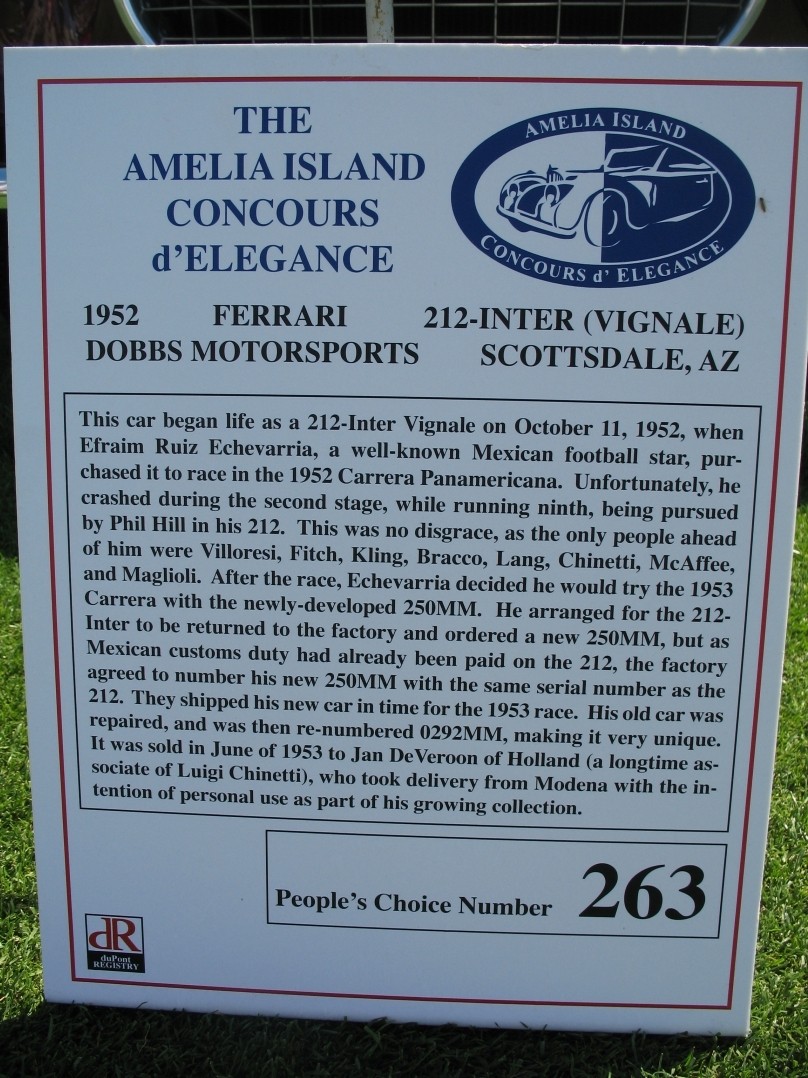 THE
AMELIA ISLAND
CONCOURS
d'ELEGANCE
AMELIA ISLAND
CONCOURS d' ELEGANCE
1952 FERRARI 212-INTER (VIGNALE)
DOBBS MOTORSPORTS SCOTTSDALE, AZ
This car began life as a 212-Inter Vignale on October 11, 1952, when
Efraim Ruiz Echevarria, a well-known Mexican football star, pur-
chased it to race in the 1952 Carrera Panamericana. Unfortunately, he
crashed during the second stage, while running ninth, being pursued
by Phil Hill in his 212. This was no disgrace, as the only people ahead
of him were Villoresi, Fitch, Kling, Bracco, Lang, Chinetti, McAffee,
and Maglioli. After the race, Echevarria decided he would try the 1953
Carrera with the newly-developed 250MM. He arranged for the 212-
Inter to be returned to the factory and ordered a new 250MM, but as
Mexican customs duty had already been paid on the 212, the factory
agreed to number his new 250MM with the same serial number as the
212. They shipped his new car in time for the 1953 race. His old car was
repaired, and was then re-numbered 0292MM, making it very unique.
It was sold in June of 1953 to Jan DeVeroon of Holland (a longtime as-
sociate of Luigi Chinetti), who took delivery from Modena with the in-
tention of personal use as part of his growing collection.
People's Choice Number 263
dR
duPont
REGISTRY